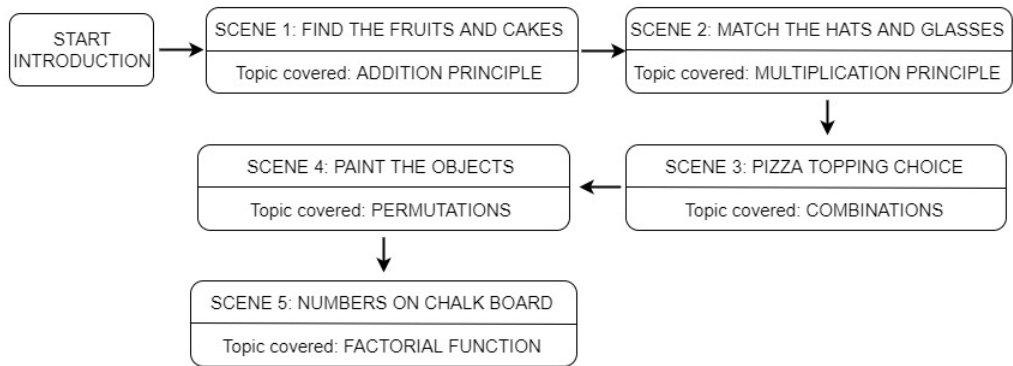 START
INTRODUCTION
SCENE 1: FIND THE FRUITS AND CAKES
Topic covered: ADDITION PRINCIPLE
SCENE 2: MATCH THE HATS AND GLASSES
Topic covered: MULTIPLICATION PRINCIPLE
SCENE 3: PIZZA TOPPING CHOICE
Topic covered: COMBINATIONS
SCENE 4: PAINT THE OBJECTS
Topic covered: PERMUTATIONS
SCENE 5: NUMBERS ON CHALK BOARD
Topic covered: FACTORIAL FUNCTION